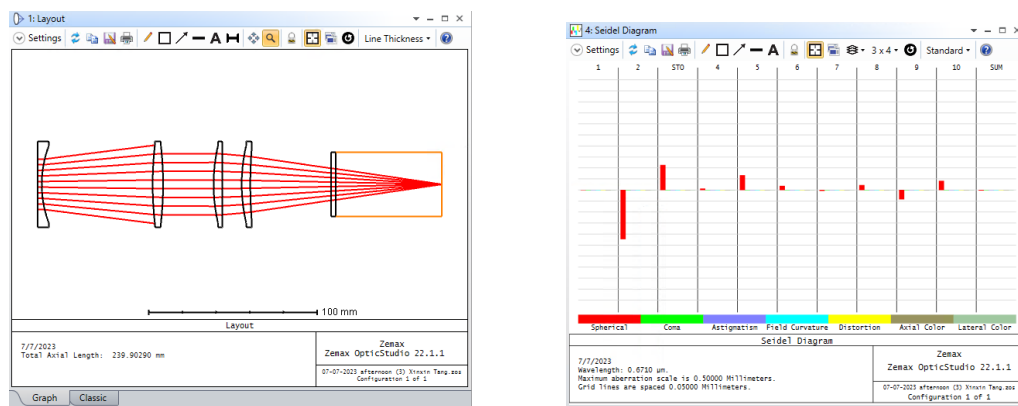 1: Layout
Settings
Line Thickness
100 mm
Layout
7/7/2023
Total Axial Length: 239.90290 mm
Zemax
Zemax OpticStudio 22.1.1
07-07-2023 afternoon (3) Xinxin Tang.zos
Configuration 1 of 1
Graph Classic
4: Seidel Diagram
Settings
3 x 4
Standard
1 2 STO 4 5 6 7 8 9 10 SUM
Spherical Coma Astigmatism Field Curvature Distortion Axial Color Lateral Color
Seidel Diagram
7/7/2023
Wavelength: 0.6710 µm.
Maximum aberration scale is 0.50000 Millimeters.
Grid lines are spaced 0.05000 Millimeters.
Zemax
Zemax OpticStudio 22.1.1
07-07-2023 afternoon (3) Xinxin Tang.zos
Configuration 1 of 1